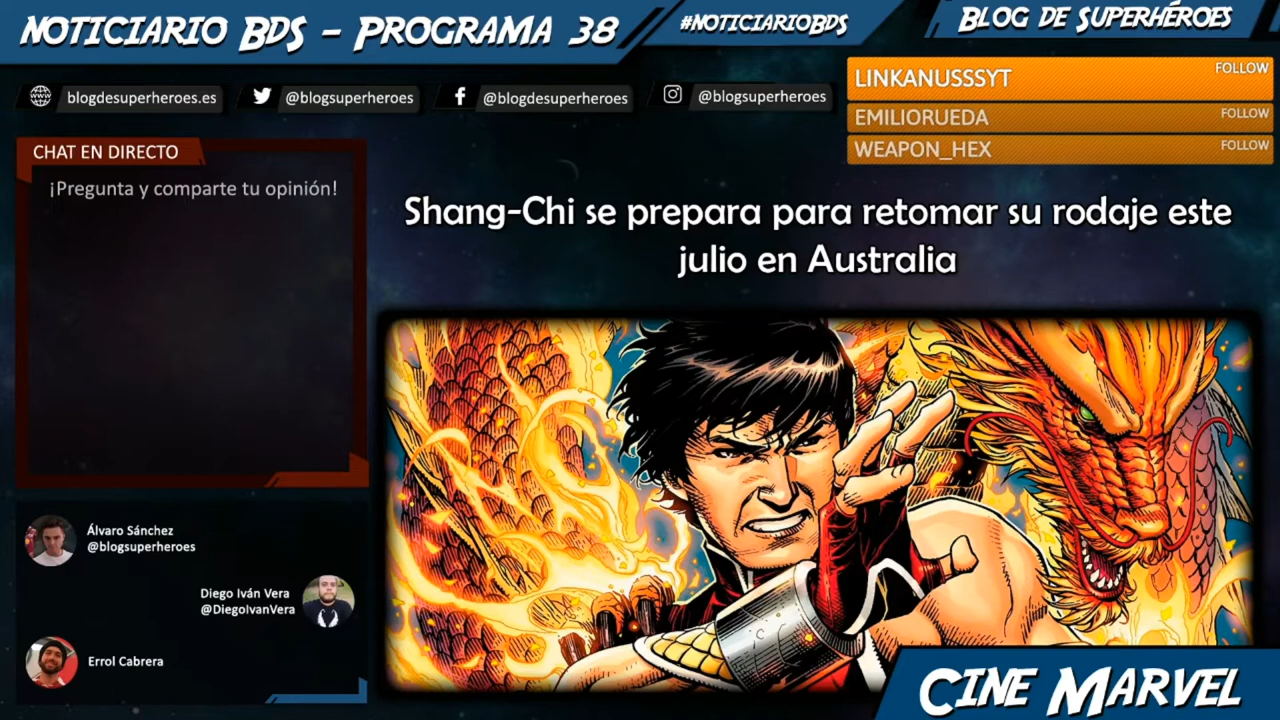 NOTICIARIO BDS - PROGRAMA 38
#NOTICIARIOBDS
BLOG DE SUPERHÉROES
blogdesuperheroes.es
@blogsuperheroes
@blogdesuperheroes
@blogsuperheroes
LINKANUSSSYT FOLLOW
EMILIORUEDA FOLLOW
WEAPON_HEX FOLLOW
CHAT EN DIRECTO
¡Pregunta y comparte tu opinión!
Shang-Chi se prepara para retomar su rodaje este
julio en Australia
Álvaro Sánchez
@blogsuperheroes
Diego Iván Vera
@DiegoIvanVera
Errol Cabrera
CINE MARVEL